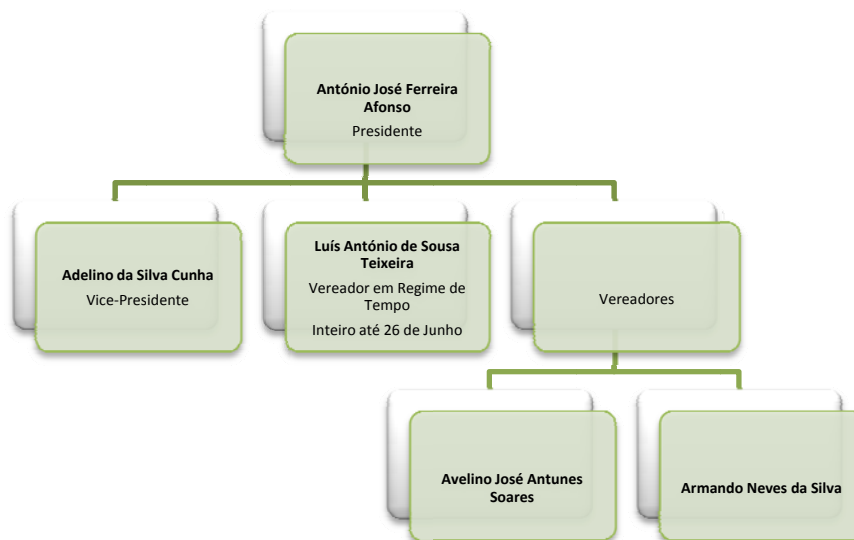 António José Ferreira
Afonso
Presidente
Adelino da Silva Cunha
Vice-Presidente
Luís António de Sousa
Teixeira
Vereador em Regime de
Tempo
Inteiro até 26 de Junho
Vereadores
Avelino José Antunes
Soares
Armando Neves da Silva